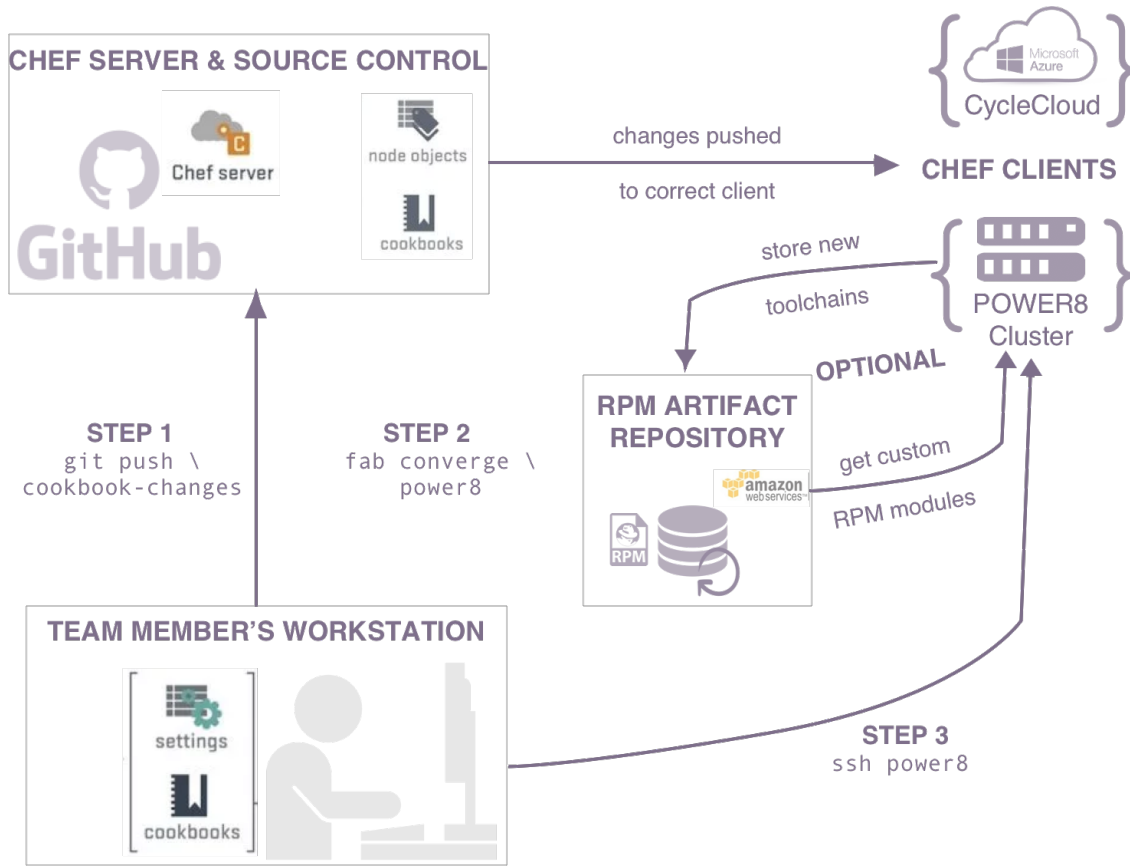 CHEF SERVER & SOURCE CONTROL
Chef server
node objects
cookbooks
GitHub
changes pushed
to correct client
Microsoft
Azure
CycleCloud
CHEF CLIENTS
POWER8
Cluster
store new
toolchains
OPTIONAL
RPM ARTIFACT
REPOSITORY
amazon
webservices™
RPM
get custom
RPM modules
STEP 1
git push \
cookbook-changes
STEP 2
fab converge \
power8
TEAM MEMBER’S WORKSTATION
settings
cookbooks
STEP 3
ssh power8